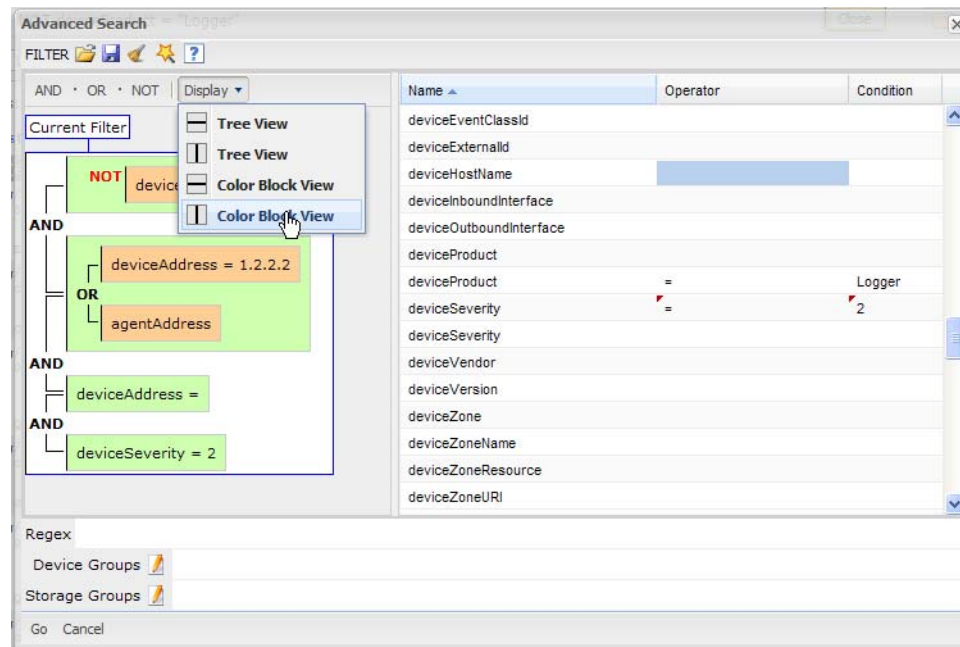 Advanced Search
= "Logger"
Close
FILTER
AND · OR · NOT | Display
Tree View
Tree View
Color Block View
Color Block View
Current Filter
NOT
AND
deviceAddress = 1.2.2.2
OR
agentAddress
AND
deviceAddress =
AND
deviceSeverity = 2
Name Operator Condition
deviceEventClassId
deviceExternalId
deviceHostName
deviceInboundInterface
deviceOutboundInterface
deviceProduct
deviceProduct = Logger
deviceSeverity = 2
deviceSeverity
deviceVendor
deviceVersion
deviceZone
deviceZoneName
deviceZoneResource
deviceZoneURI
Regex
Device Groups
Storage Groups
Go Cancel